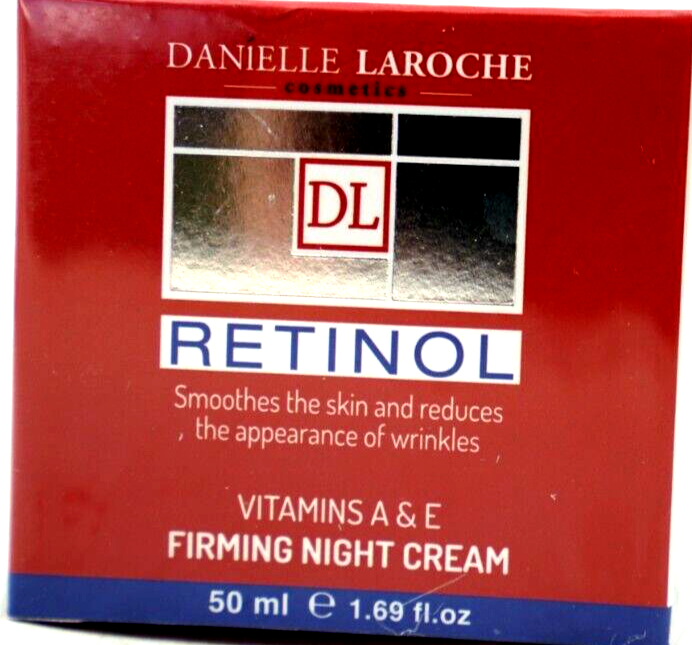 DANIELLE LAROCHE
cosmetics
DL
RETINOL
Smoothes the skin and reduces
the appearance of wrinkles
VITAMINS A & E
FIRMING NIGHT CREAM
50 ml ℮ 1.69 fl.oz